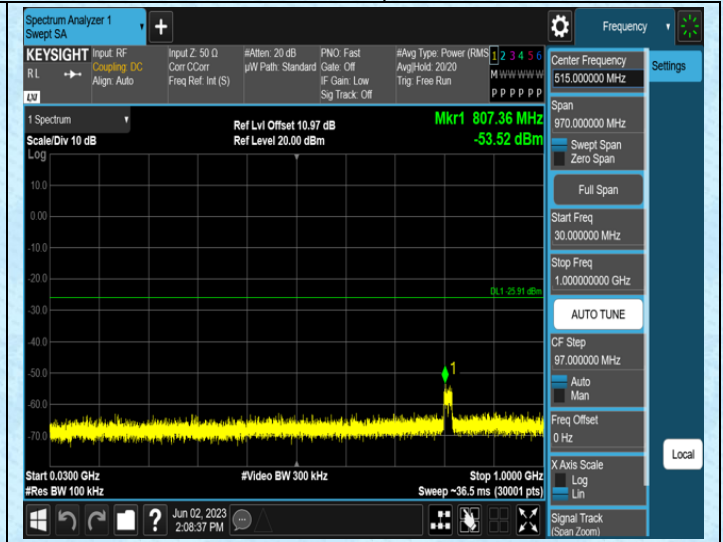 Spectrum Analyzer 1
Swept SA
+
Frequency
KEYSIGHT
RL
LXI
Input: RF
Coupling: DC
Align: Auto
Input Z: 50 Ω
Corr CCorr
Freq Ref: Int (S)
#Atten: 20 dB
µW Path: Standard
PNO: Fast
Gate: Off
IF Gain: Low
Sig Track: Off
#Avg Type: Power (RMS
Avg|Hold: 20/20
Trig: Free Run
1 2 3 4 5 6
M W W W W W
P P P P P P
1 Spectrum
Scale/Div 10 dB
Log
Ref Lvl Offset 10.97 dB
Ref Level 20.00 dBm
Mkr1 807.36 MHz
-53.52 dBm
10.0
0.00
-10.0
-20.0
DL1 -25.91 dBm
-30.0
-40.0
-50.0
1
-60.0
-70.0
Start 0.0300 GHz
#Res BW 100 kHz
#Video BW 300 kHz
Stop 1.0000 GHz
Sweep ~36.5 ms (30001 pts)
Center Frequency
515.000000 MHz
Settings
Span
970.000000 MHz
Swept Span
Zero Span
Full Span
Start Freq
30.000000 MHz
Stop Freq
1.000000000 GHz
AUTO TUNE
CF Step
97.000000 MHz
Auto
Man
Freq Offset
0 Hz
X Axis Scale
Log
Lin
Local
Signal Track
(Span Zoom)
?
Jun 02, 2023
2:08:37 PM